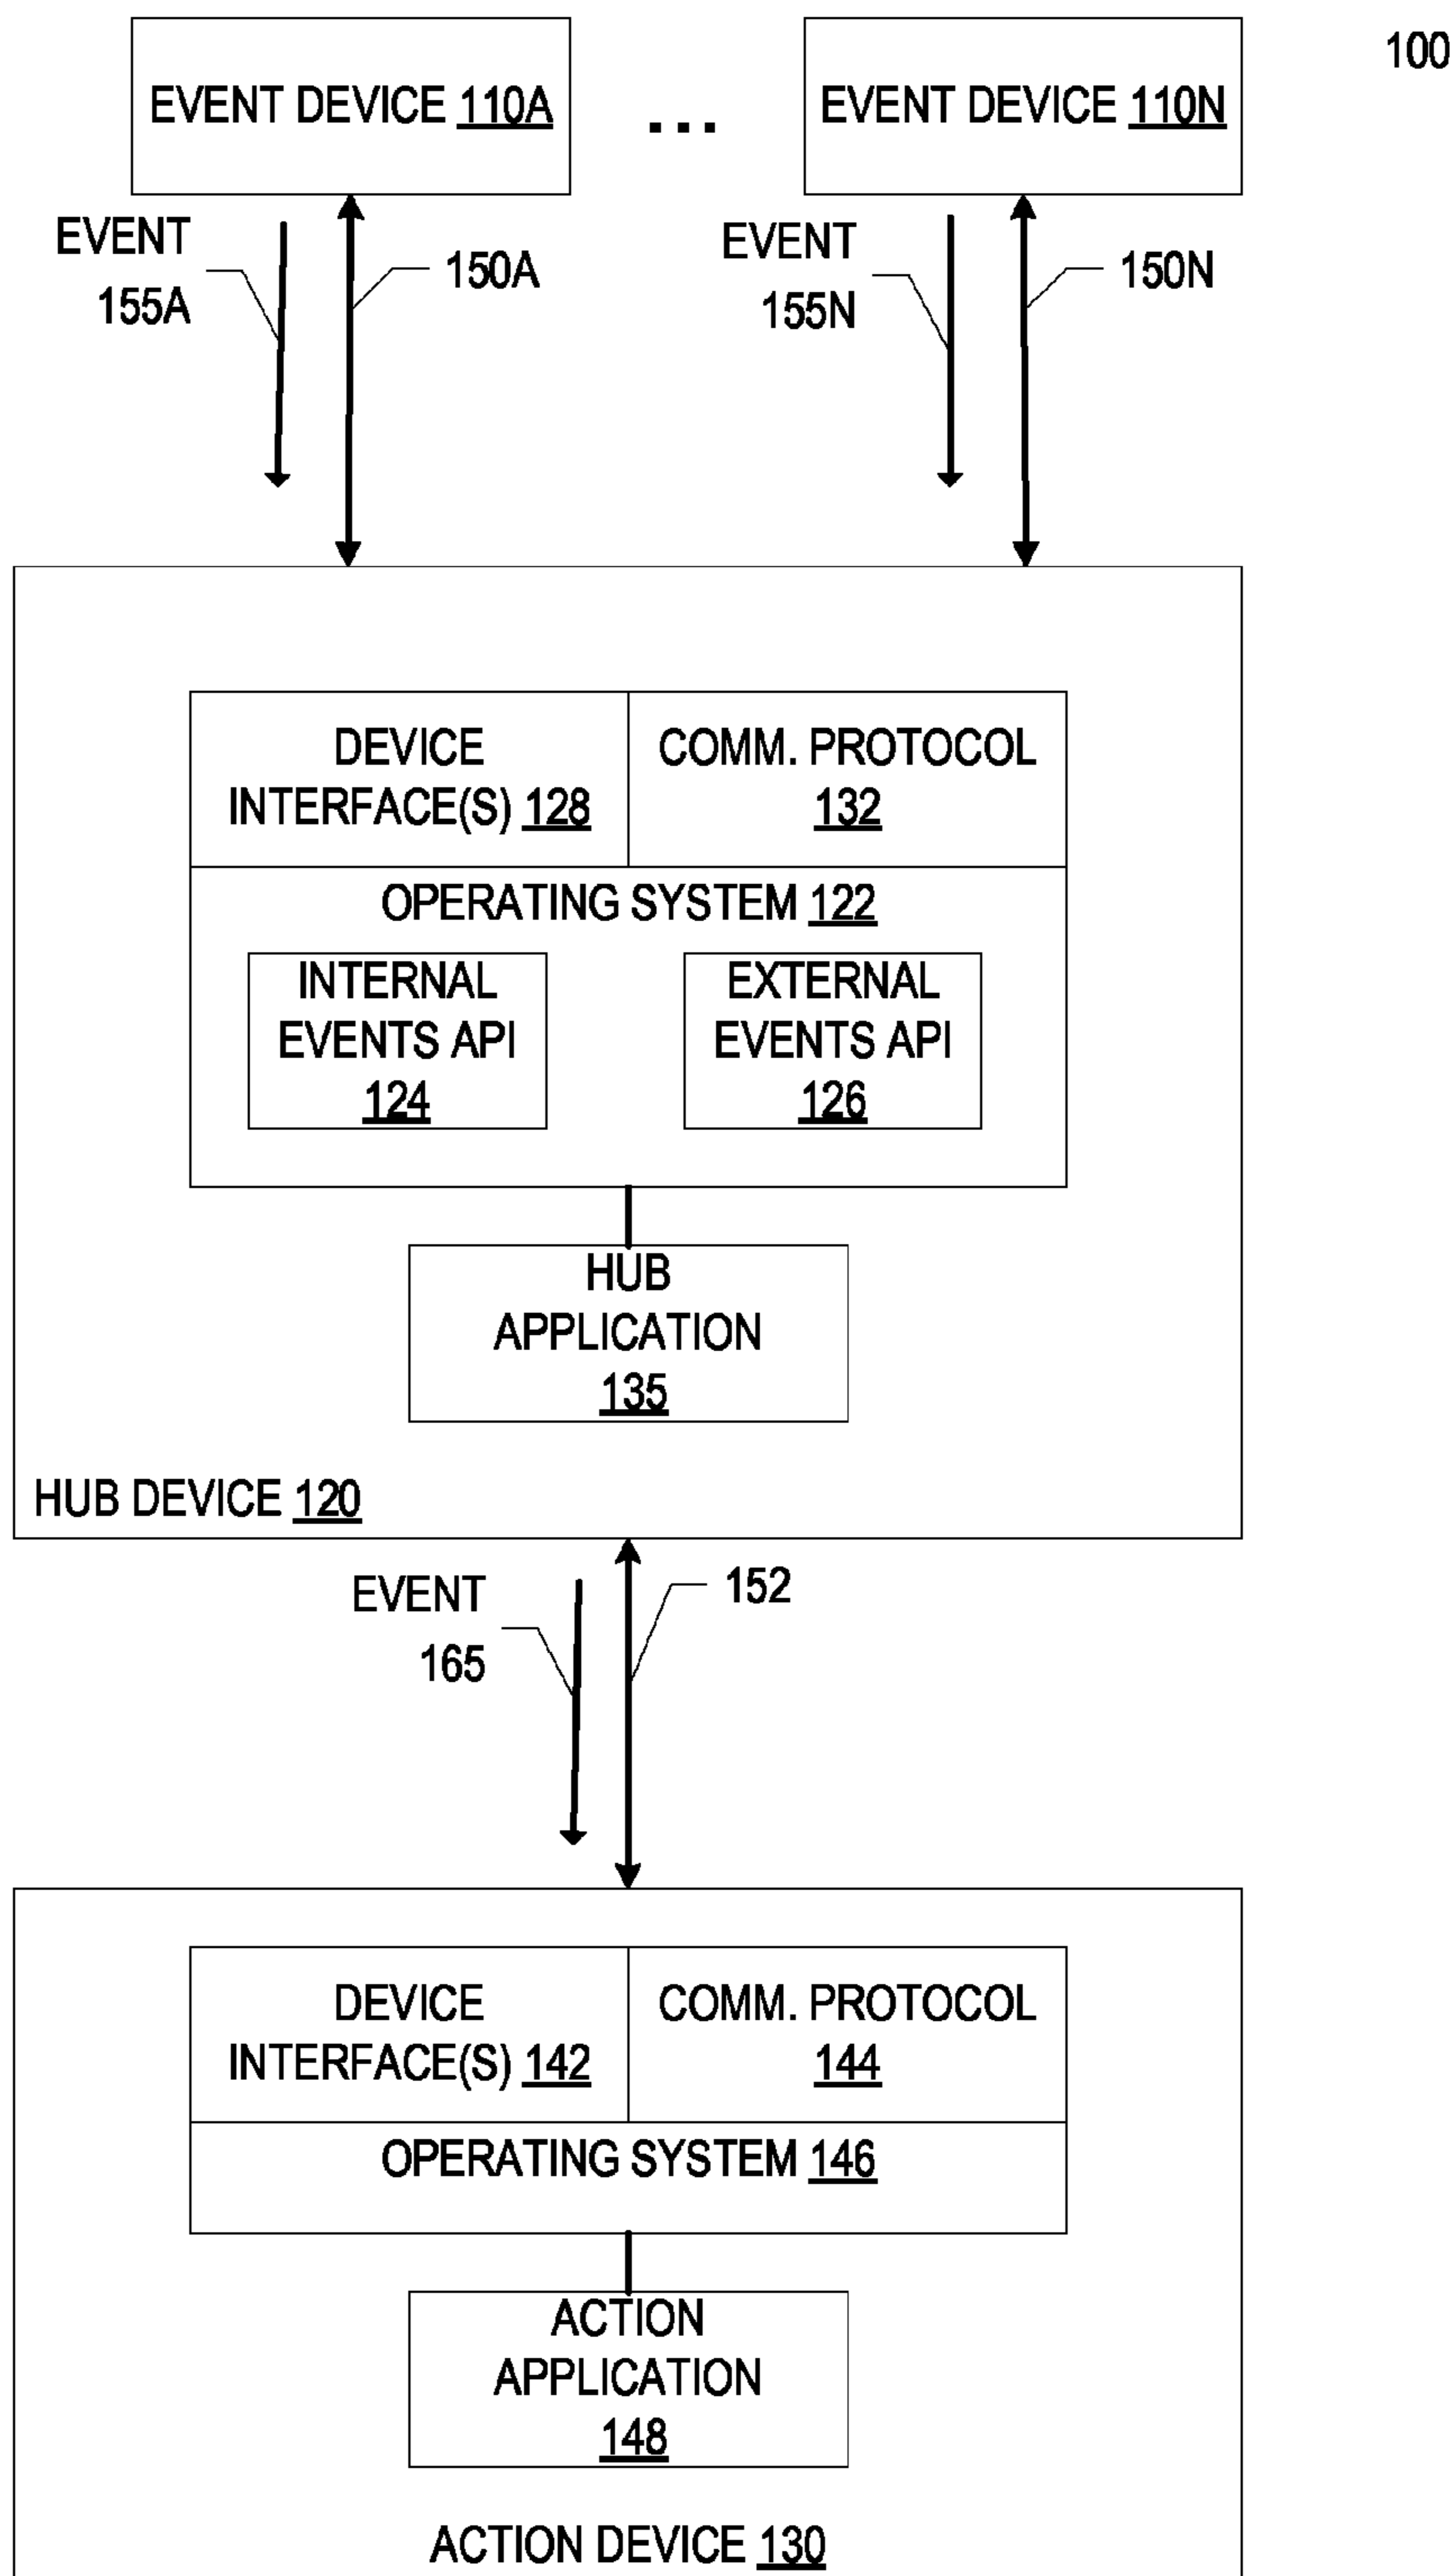 100
EVENT DEVICE 110A
...
EVENT DEVICE 110N
EVENT
155A
150A
EVENT
155N
150N
DEVICE
INTERFACE(S) 128
COMM. PROTOCOL
132
OPERATING SYSTEM 122
INTERNAL
EVENTS API
124
EXTERNAL
EVENTS API
126
HUB
APPLICATION
135
HUB DEVICE 120
EVENT
165
152
DEVICE
INTERFACE(S) 142
COMM. PROTOCOL
144
OPERATING SYSTEM 146
ACTION
APPLICATION
148
ACTION DEVICE 130